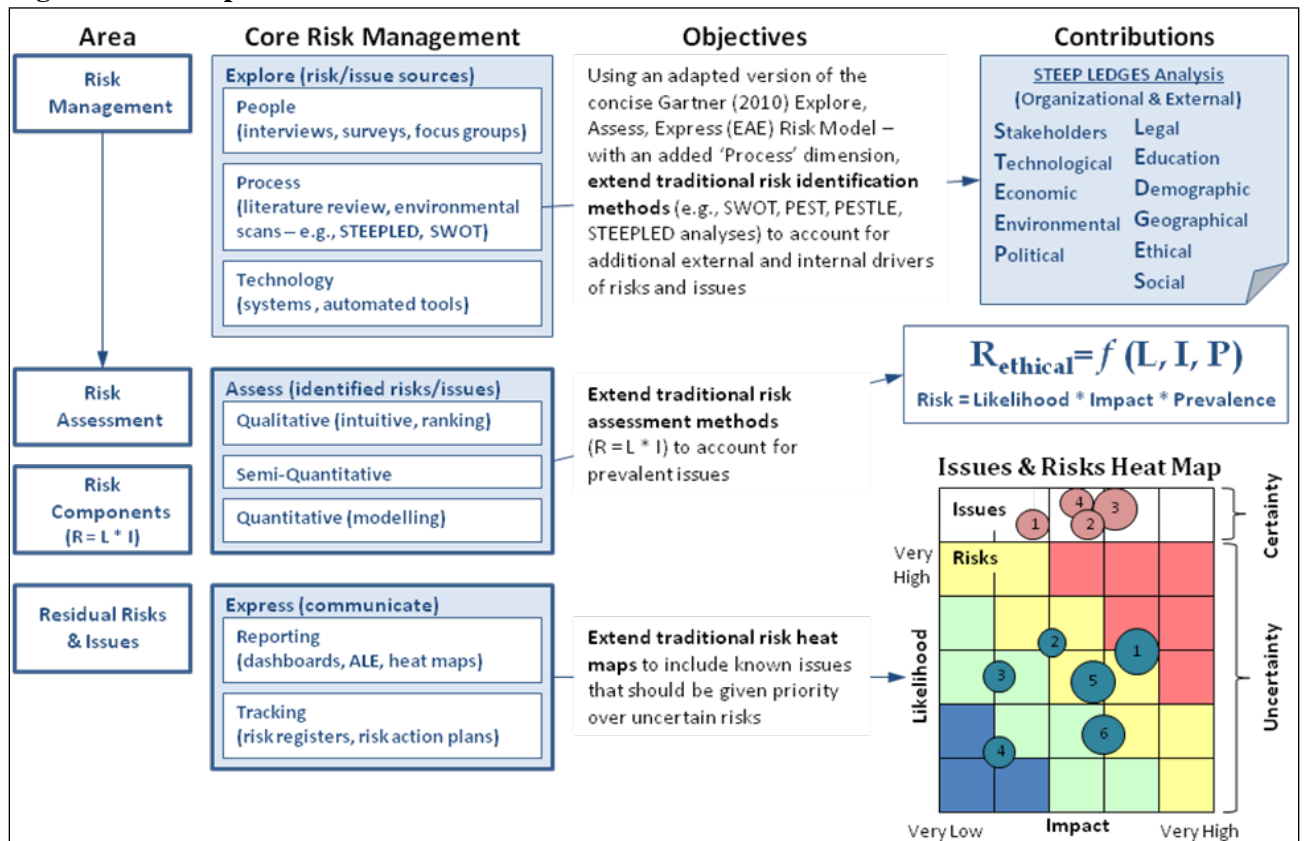 Area
Core Risk Management
Objectives
Contributions
Risk
Management
Explore (risk/issue sources)
People
(interviews, surveys, focus groups)
Process
(literature review, environmental
scans – e.g., STEEPLED, SWOT)
Technology
(systems, automated tools)
Using an adapted version of the
concise Gartner (2010) Explore,
Assess, Express (EAE) Risk Model –
with an added 'Process' dimension,
extend traditional risk identification
methods (e.g., SWOT, PEST, PESTLE,
STEEPLED analyses) to account for
additional external and internal drivers
of risks and issues
STEEP LEDGES Analysis
(Organizational & External)
Stakeholders
Technological
Economic
Environmental
Political
Legal
Education
Demographic
Geographical
Ethical
Social
Risk
Assessment
Risk
Components
(R = L * I)
Assess (identified risks/issues)
Qualitative (intuitive, ranking)
Semi-Quantitative
Quantitative (modelling)
Extend traditional risk
assessment methods
(R = L * I) to account for
prevalent issues
Rethical=f (L, I, P)
Risk = Likelihood * Impact * Prevalence
Residual Risks
& Issues
Express (communicate)
Reporting
(dashboards, ALE, heat maps)
Tracking
(risk registers, risk action plans)
Extend traditional risk heat
maps to include known issues
that should be given priority
over uncertain risks
Issues & Risks Heat Map
Issues
1
4
2
3
Certainty
Very
High
Risks
Likelihood
2
1
3
5
6
4
Uncertainty
Very Low
Impact
Very High